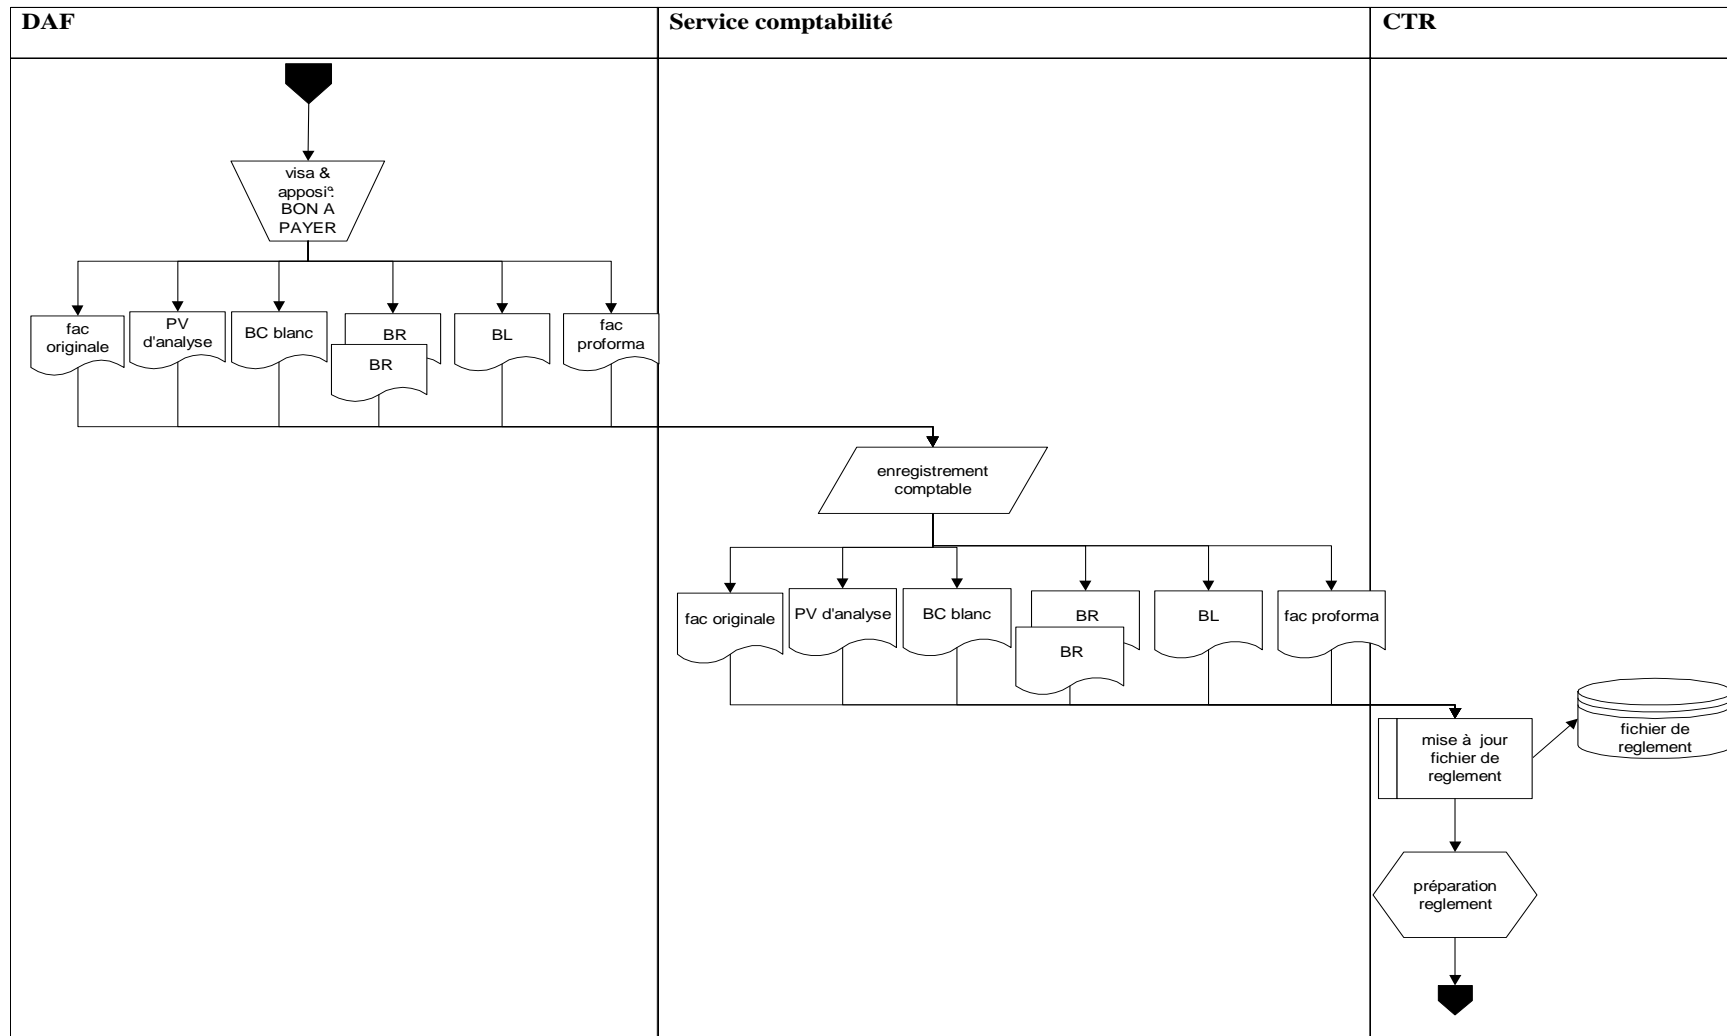 DAF
Service comptabilité
CTR
visa &
apposi°:
BON A
PAYER
fac
originale
PV
d'analyse
BC blanc
BR
BR
BL
fac
proforma
enregistrement
comptable
fac originale
PV d'analyse
BC blanc
BR
BR
BL
fac proforma
mise à jour
fichier de
reglement
fichier de
reglement
préparation
reglement